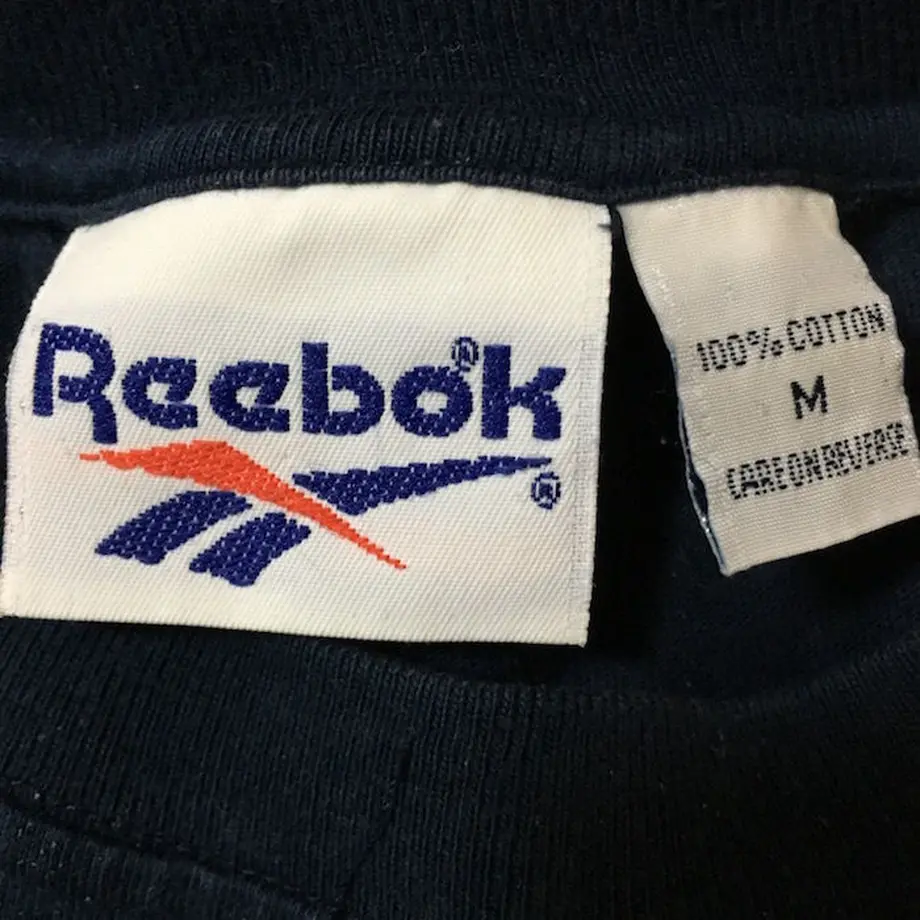 Reebok®
®
100% COTTON
M
CARE ON REVERSE